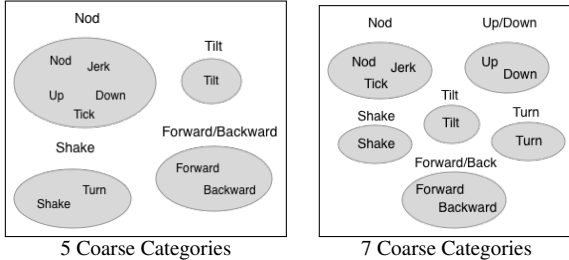 Nod
Nod
Jerk
Up
Down
Tick
Tilt
Tilt
Shake
Turn
Shake
Forward/Backward
Forward
Backward
5 Coarse Categories
Nod
Nod
Jerk
Tick
Up/Down
Up
Down
Tilt
Tilt
Shake
Shake
Turn
Turn
Forward/Back
Forward
Backward
7 Coarse Categories